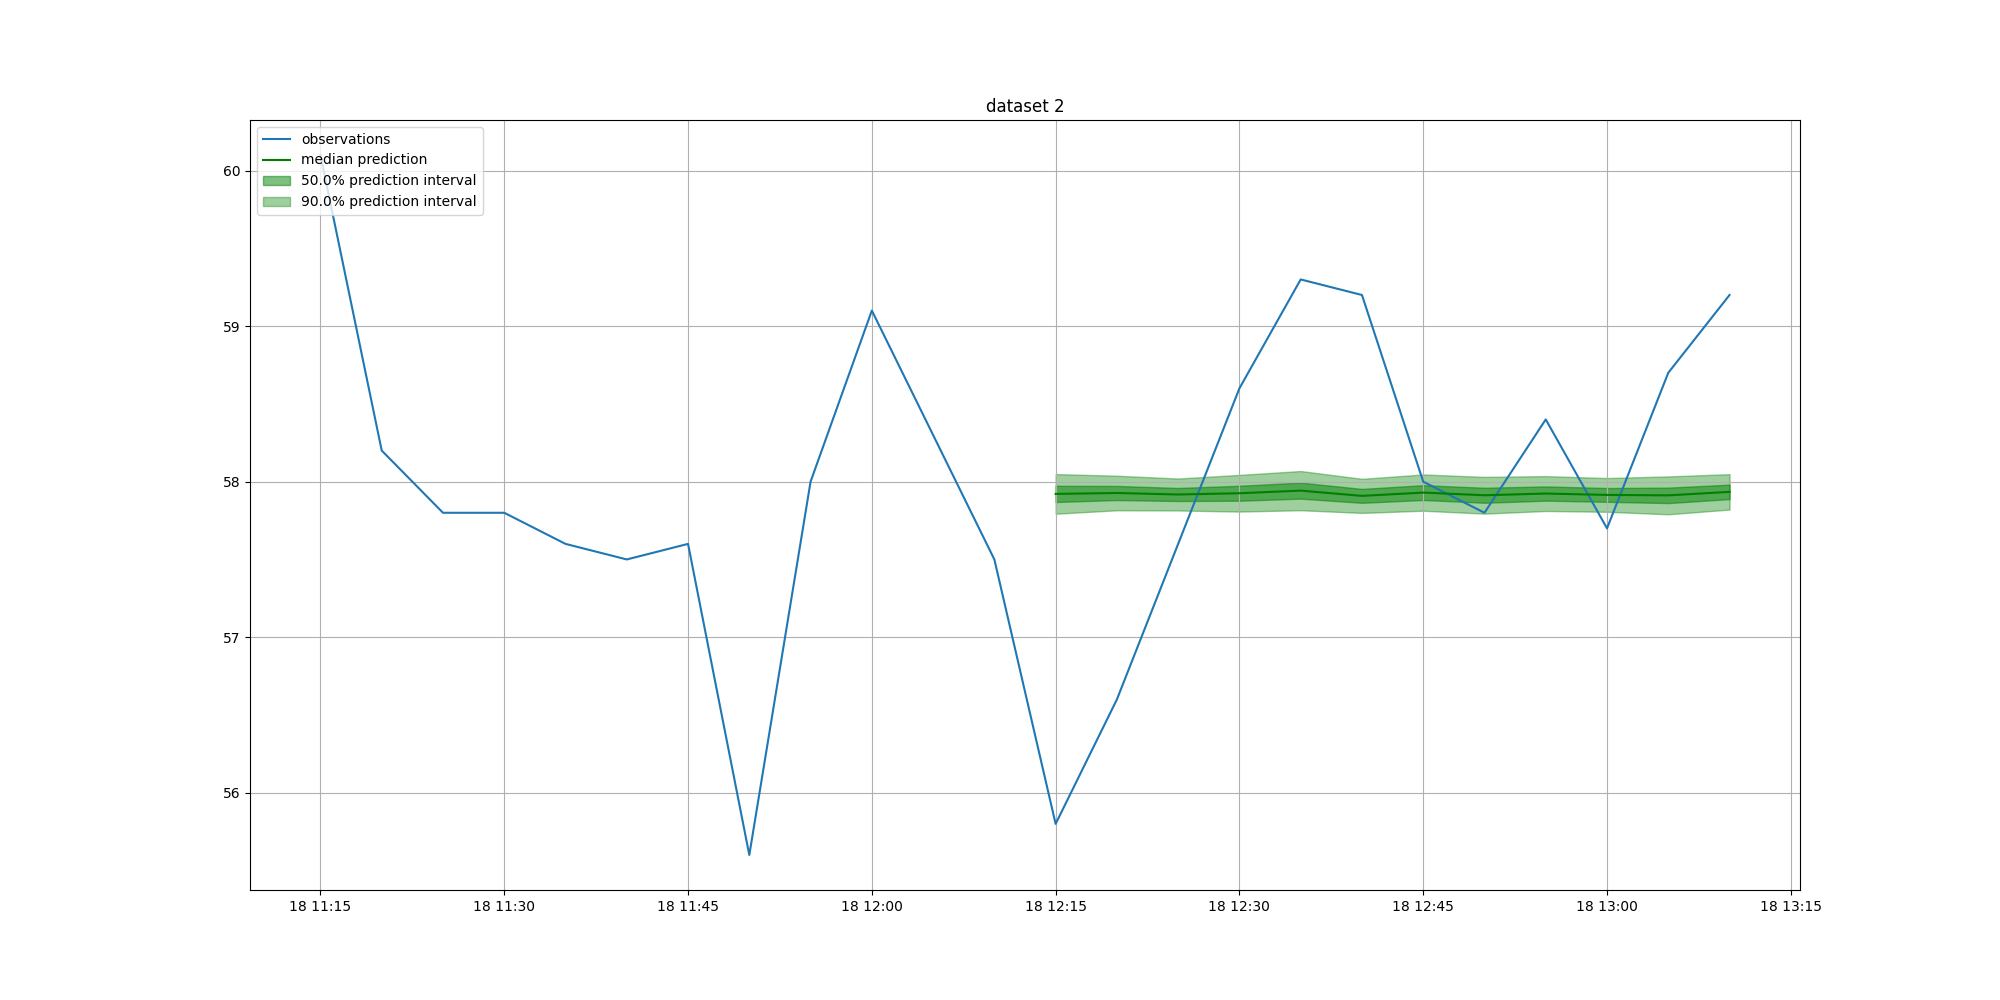 dataset 2
observations
median prediction
50.0% prediction interval
90.0% prediction interval
60
59
58
57
56
18 11:15
18 11:30
18 11:45
18 12:00
18 12:15
18 12:30
18 12:45
18 13:00
18 13:15